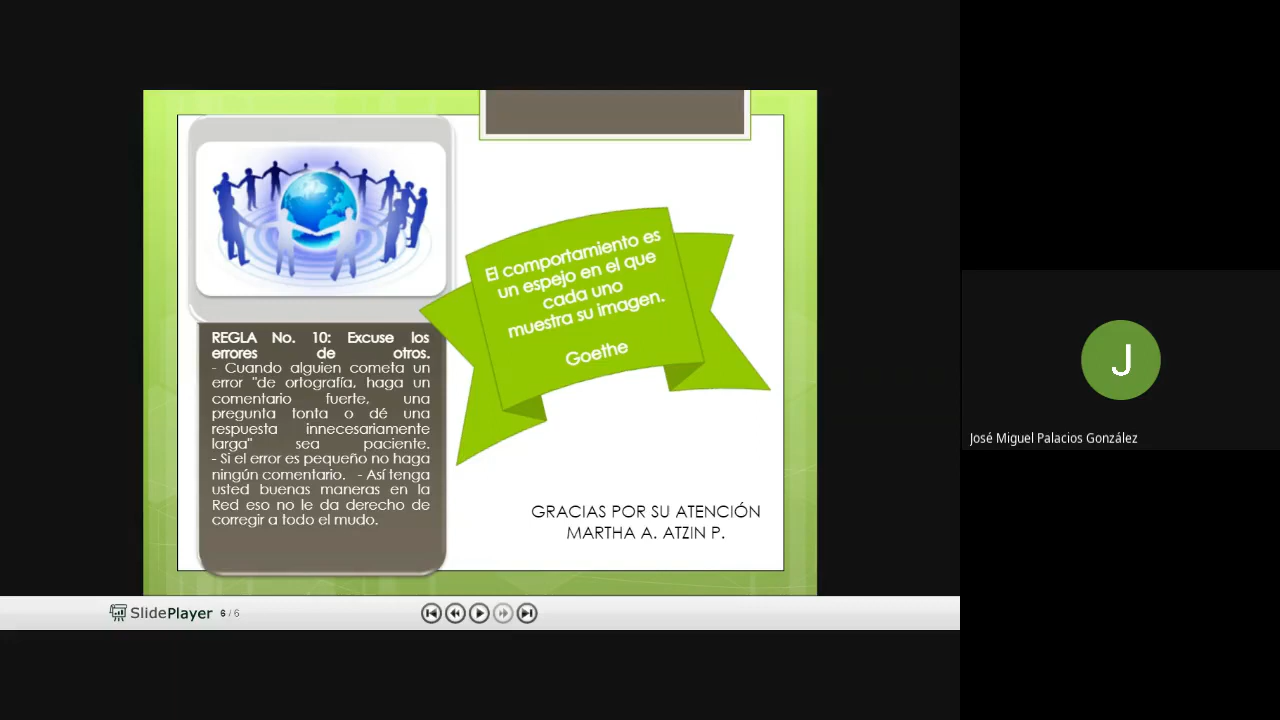 REGLA No. 10: Excuse los
errores de otros.
- Cuando alguien cometa un
error "de ortografía, haga un
comentario fuerte, una
pregunta tonta o dé una
respuesta innecesariamente
larga" sea paciente.
- Si el error es pequeño no haga
ningún comentario. - Así tenga
usted buenas maneras en la
Red eso no le da derecho de
corregir a todo el mudo.
El comportamiento es
un espejo en el que
cada uno
muestra su imagen.
Goethe
GRACIAS POR SU ATENCIÓN
MARTHA A. ATZIN P.
SlidePlayer 6 / 6
J
José Miguel Palacios González